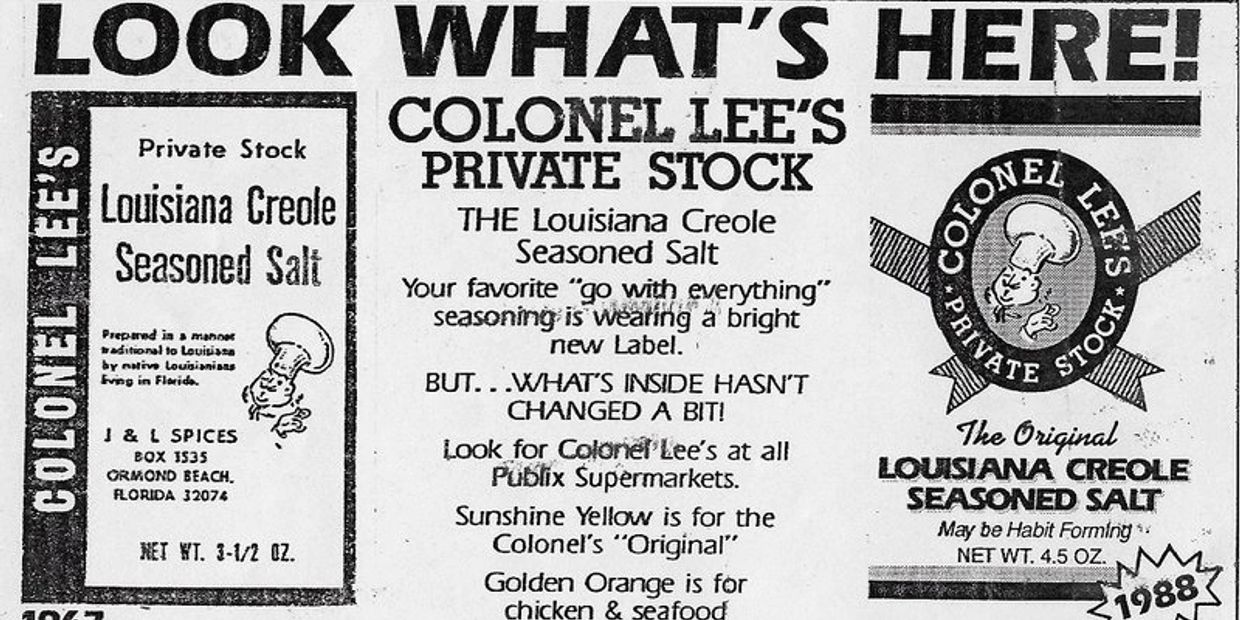 LOOK WHAT'S HERE!
COLONEL LEE'S
Private Stock
Louisiana Creole
Seasoned Salt
Prepared in a manner
traditional to Louisiana
by native Louisianians
living in Florida.
J & L SPICES
BOX 1535
ORMOND BEACH,
FLORIDA 32074
NET WT. 3-1/2 OZ.
1967
COLONEL LEE'S
PRIVATE STOCK
THE Louisiana Creole
Seasoned Salt
Your favorite "go with everything"
seasoning is wearing a bright
new Label.
BUT...WHAT'S INSIDE HASN'T
CHANGED A BIT!
Look for Colonel Lee's at all
Publix Supermarkets.
Sunshine Yellow is for the
Colonel's "Original"
Golden Orange is for
chicken & seafood
COLONEL LEE'S
PRIVATE STOCK
The Original
LOUISIANA CREOLE
SEASONED SALT
May be Habit Forming
NET WT. 4.5 OZ.
1988